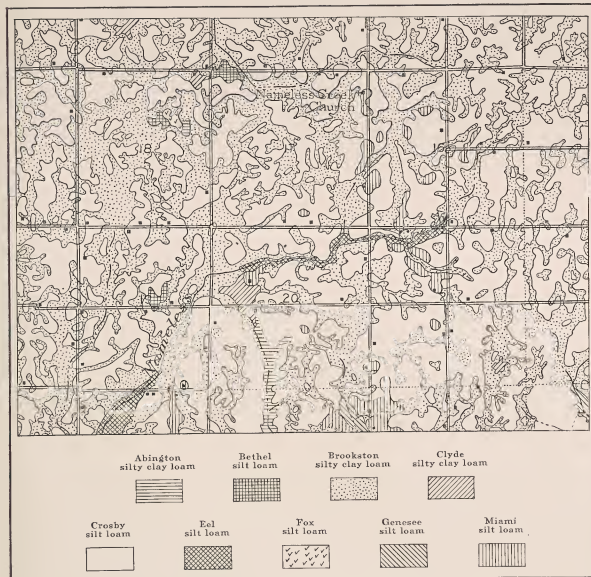 Nameless Creek
Church
18
20
Nameless
Abington
silty clay loam
Bethel
silt loam
Brookston
silty clay loam
Clyde
silty clay loam
Crosby
silt loam
Eel
silt loam
Fox
silt loam
Genesee
silt loam
Miami
silt loam